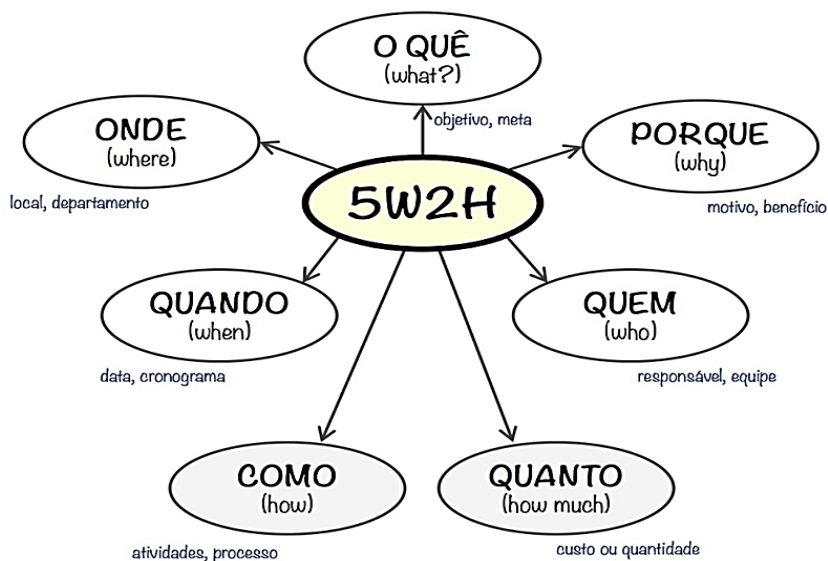 O QUÊ
(what?)
objetivo, meta
ONDE
(where)
local, departamento
PORQUE
(why)
motivo, benefício
5W2H
QUANDO
(when)
data, cronograma
QUEM
(who)
responsável, equipe
COMO
(how)
atividades, processo
QUANTO
(how much)
custo ou quantidade